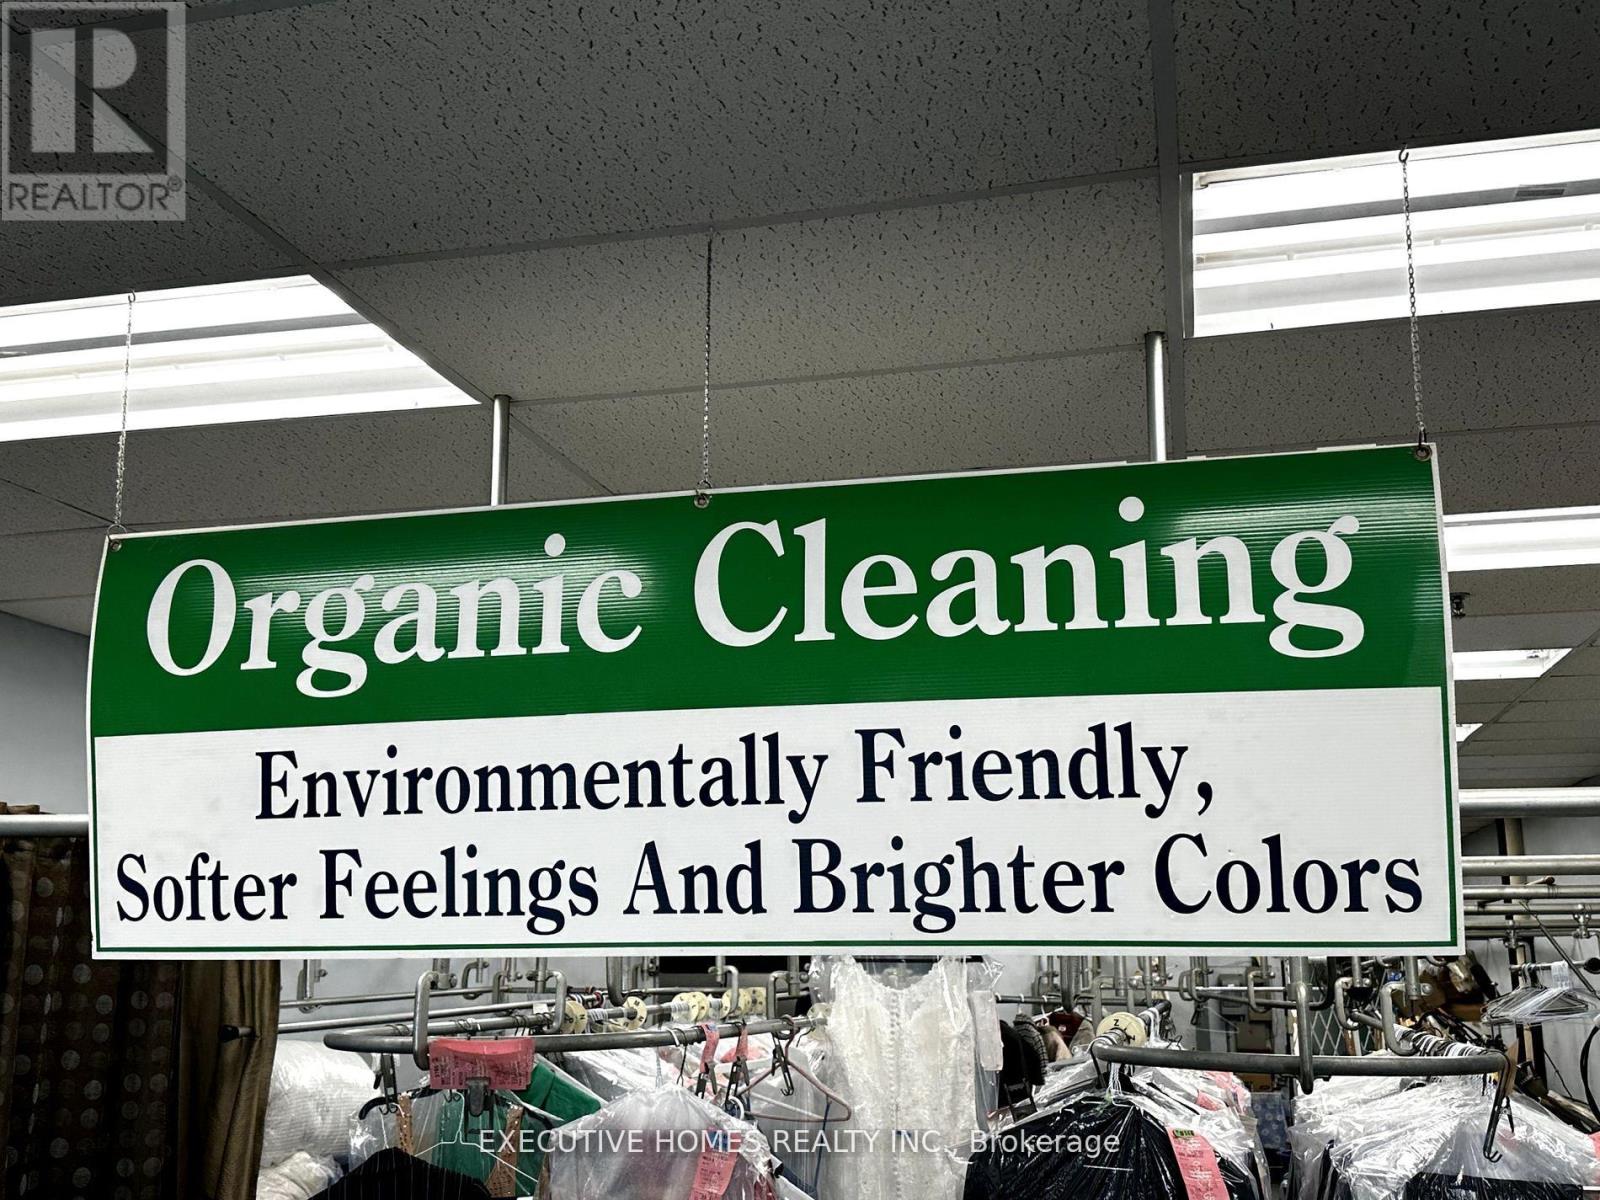 REALTOR®
Organic Cleaning
Environmentally Friendly,
Softer Feelings And Brighter Colors
EXECUTIVE HOMES REALTY INC., Brokerage